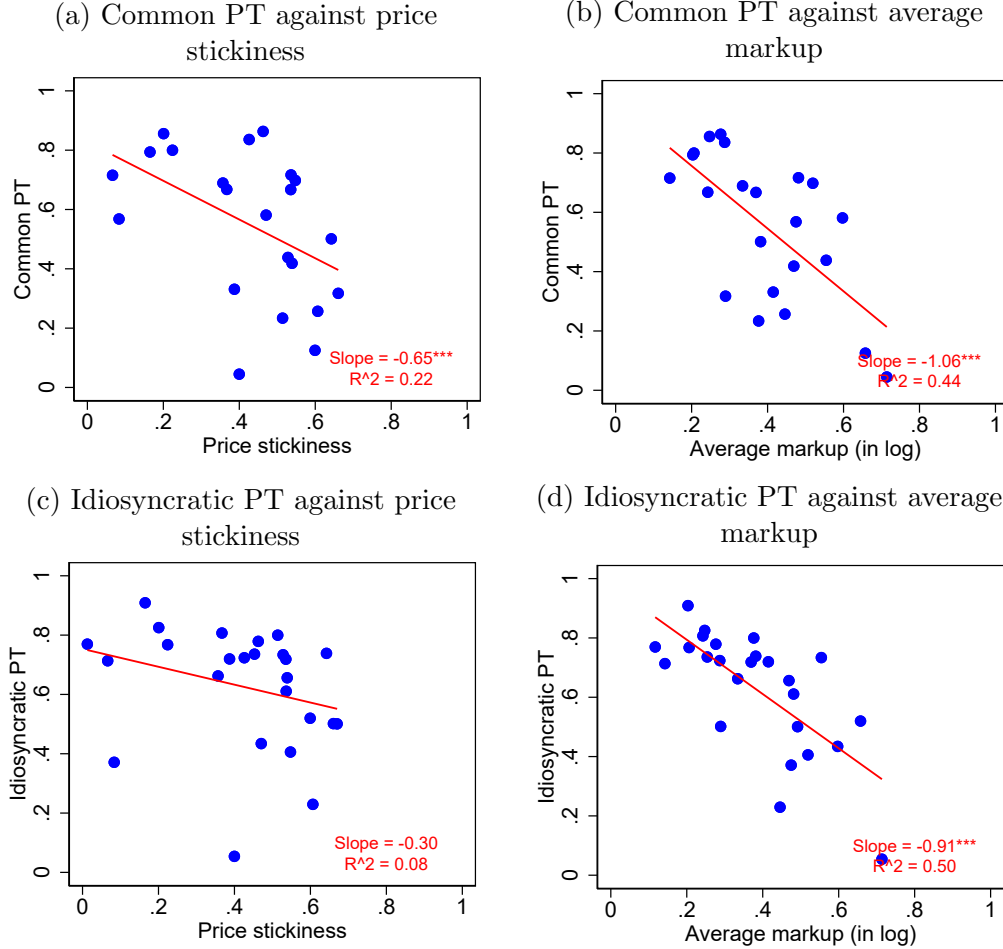 (a) Common PT against price
stickiness
Common PT
1
.8
.6
.4
.2
0
Slope = -0.65***
R^2 = 0.22
0 .2 .4 .6 .8 1
Price stickiness
(b) Common PT against average
markup
Common PT
1
.8
.6
.4
.2
0
Slope = -1.06***
R^2 = 0.44
0 .2 .4 .6 .8 1
Average markup (in log)
(c) Idiosyncratic PT against price
stickiness
Idiosyncratic PT
1
.8
.6
.4
.2
0
Slope = -0.30
R^2 = 0.08
0 .2 .4 .6 .8 1
Price stickiness
(d) Idiosyncratic PT against average
markup
Idiosyncratic PT
1
.8
.6
.4
.2
0
Slope = -0.91***
R^2 = 0.50
0 .2 .4 .6 .8 1
Average markup (in log)